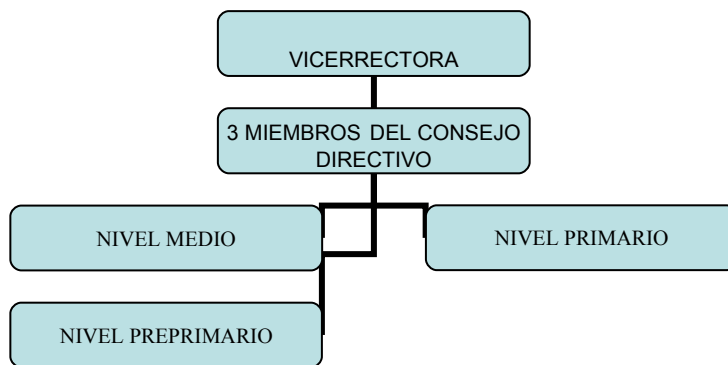 VICERRECTORA
3 MIEMBROS DEL CONSEJO
DIRECTIVO
NIVEL MEDIO
NIVEL PRIMARIO
NIVEL PREPRIMARIO